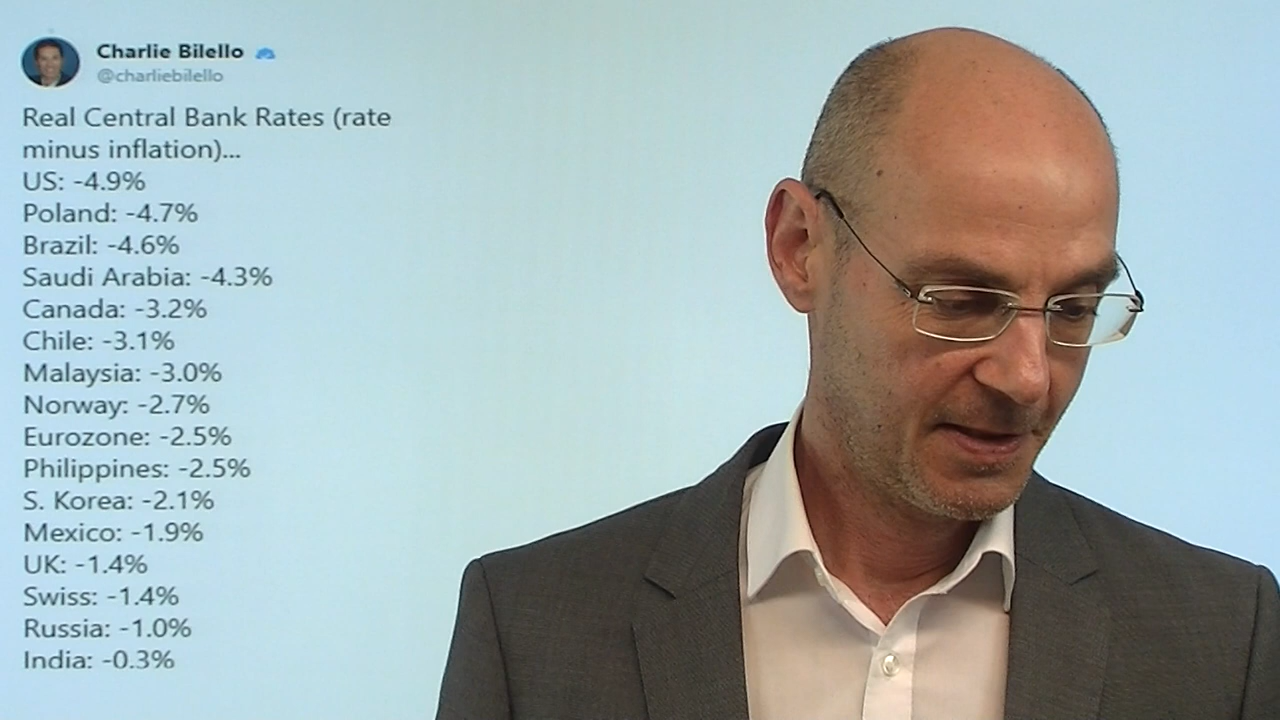 Charlie Bilello
@charliebilello
Real Central Bank Rates (rate
minus inflation)...
US: -4.9%
Poland: -4.7%
Brazil: -4.6%
Saudi Arabia: -4.3%
Canada: -3.2%
Chile: -3.1%
Malaysia: -3.0%
Norway: -2.7%
Eurozone: -2.5%
Philippines: -2.5%
S. Korea: -2.1%
Mexico: -1.9%
UK: -1.4%
Swiss: -1.4%
Russia: -1.0%
India: -0.3%